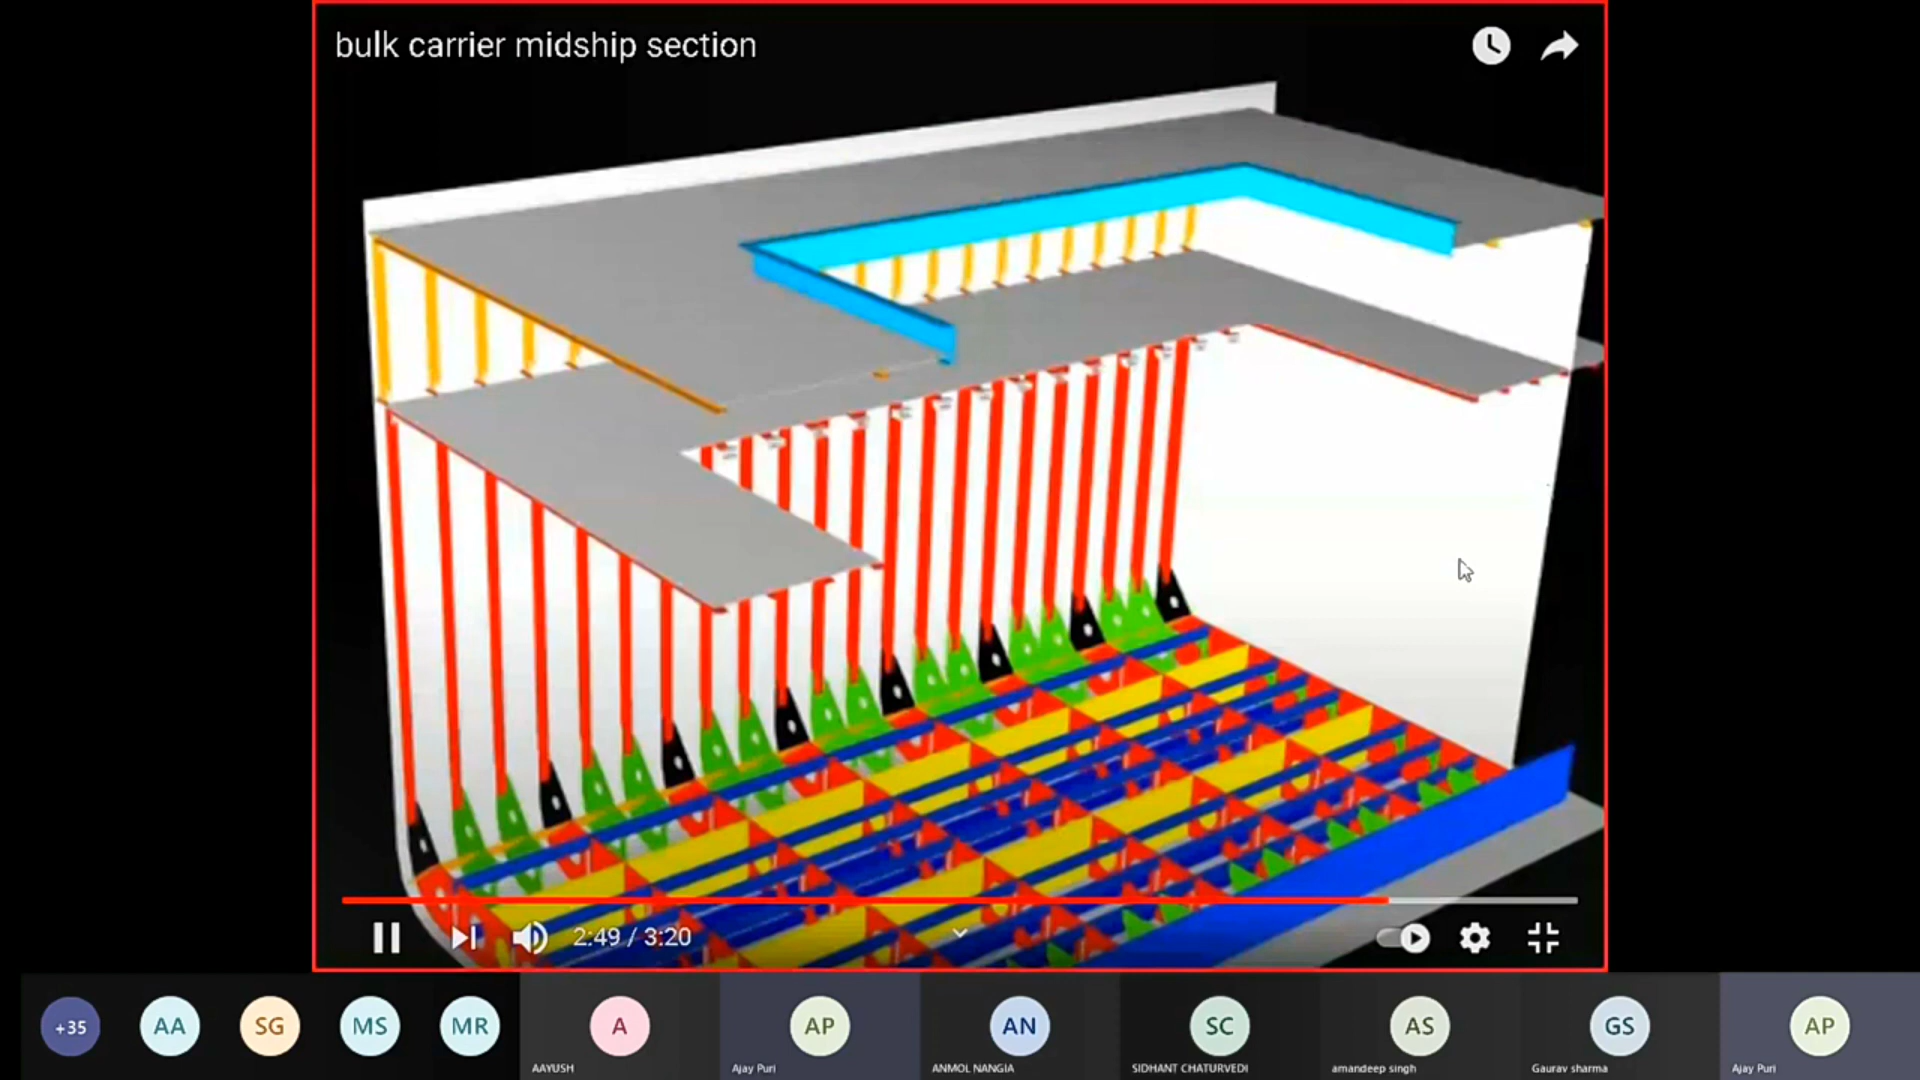 bulk carrier midship section
2:49 / 3:20
+35
AA
SG
MS
MR
A
AP
AN
SC
AS
GS
AP
AAYUSH
Ajay Puri
ANMOL NANGIA
SIDHANT CHATURVEDI
amandeep singh
Gaurav sharma
Ajay Puri